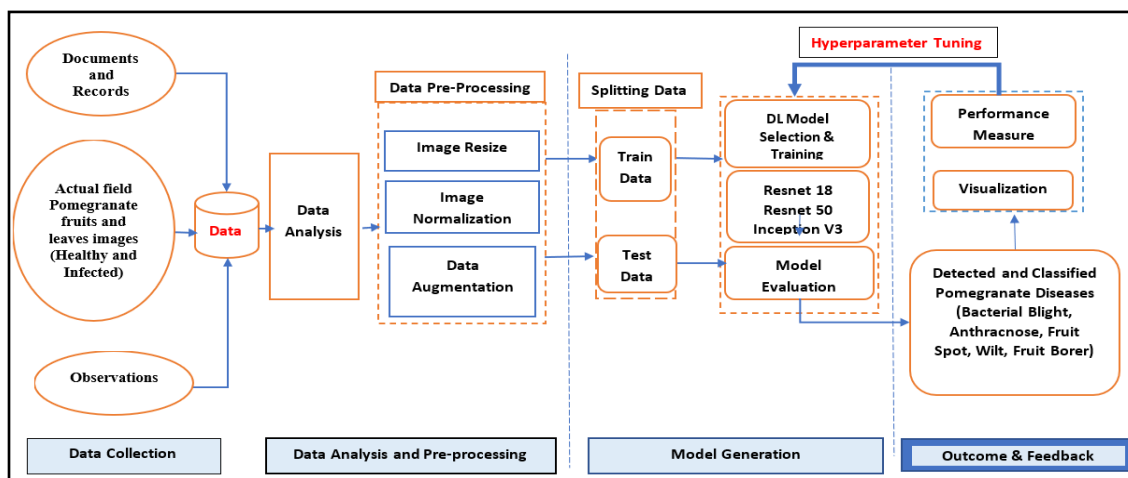 Hyperparameter Tuning
Documents
and
Records
Data Pre-Processing
Splitting Data
DL Model
Selection &
Training
Performance
Measure
Image Resize
Train
Data
Actual field
Pomegranate
fruits and
leaves images
(Healthy and
Infected)
Data
Data
Analysis
Image
Normalization
Resnet 18
Resnet 50
Inception V3
Visualization
Data
Augmentation
Test
Data
Model
Evaluation
Detected and Classified
Pomegranate Diseases
(Bacterial Blight,
Anthracnose, Fruit
Spot, Wilt, Fruit Borer)
Observations
Data Collection
Data Analysis and Pre-processing
Model Generation
Outcome & Feedback